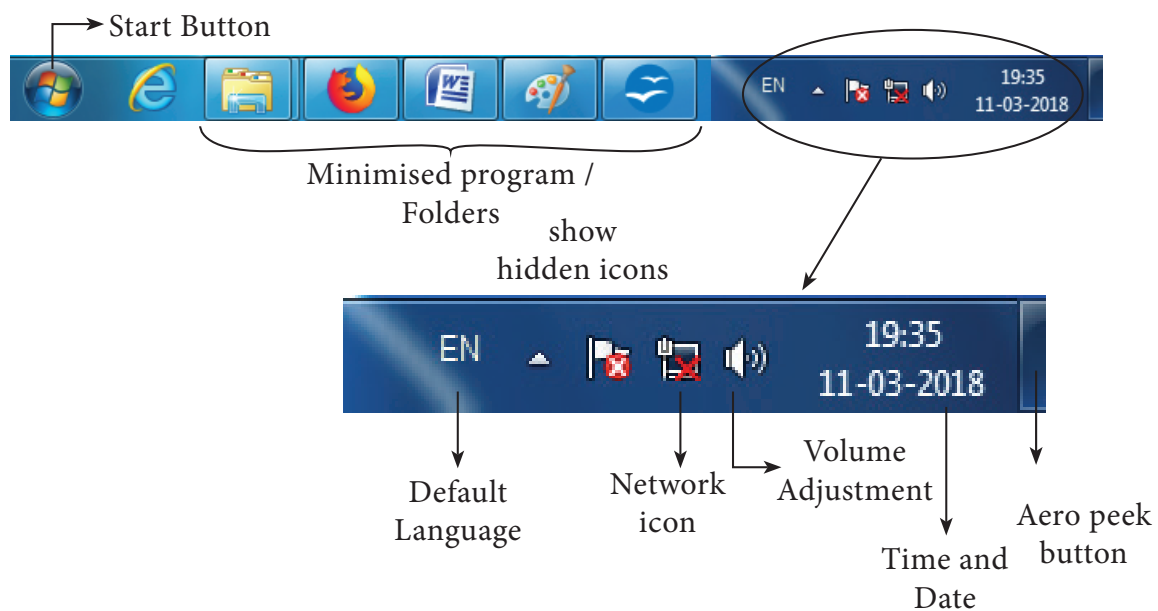 Start Button
EN
19:35
11-03-2018
W
Minimised program /
Folders
show
hidden icons
EN
19:35
11-03-2018
Default
Language
Network
icon
Volume
Adjustment
Time and
Date
Aero peek
button